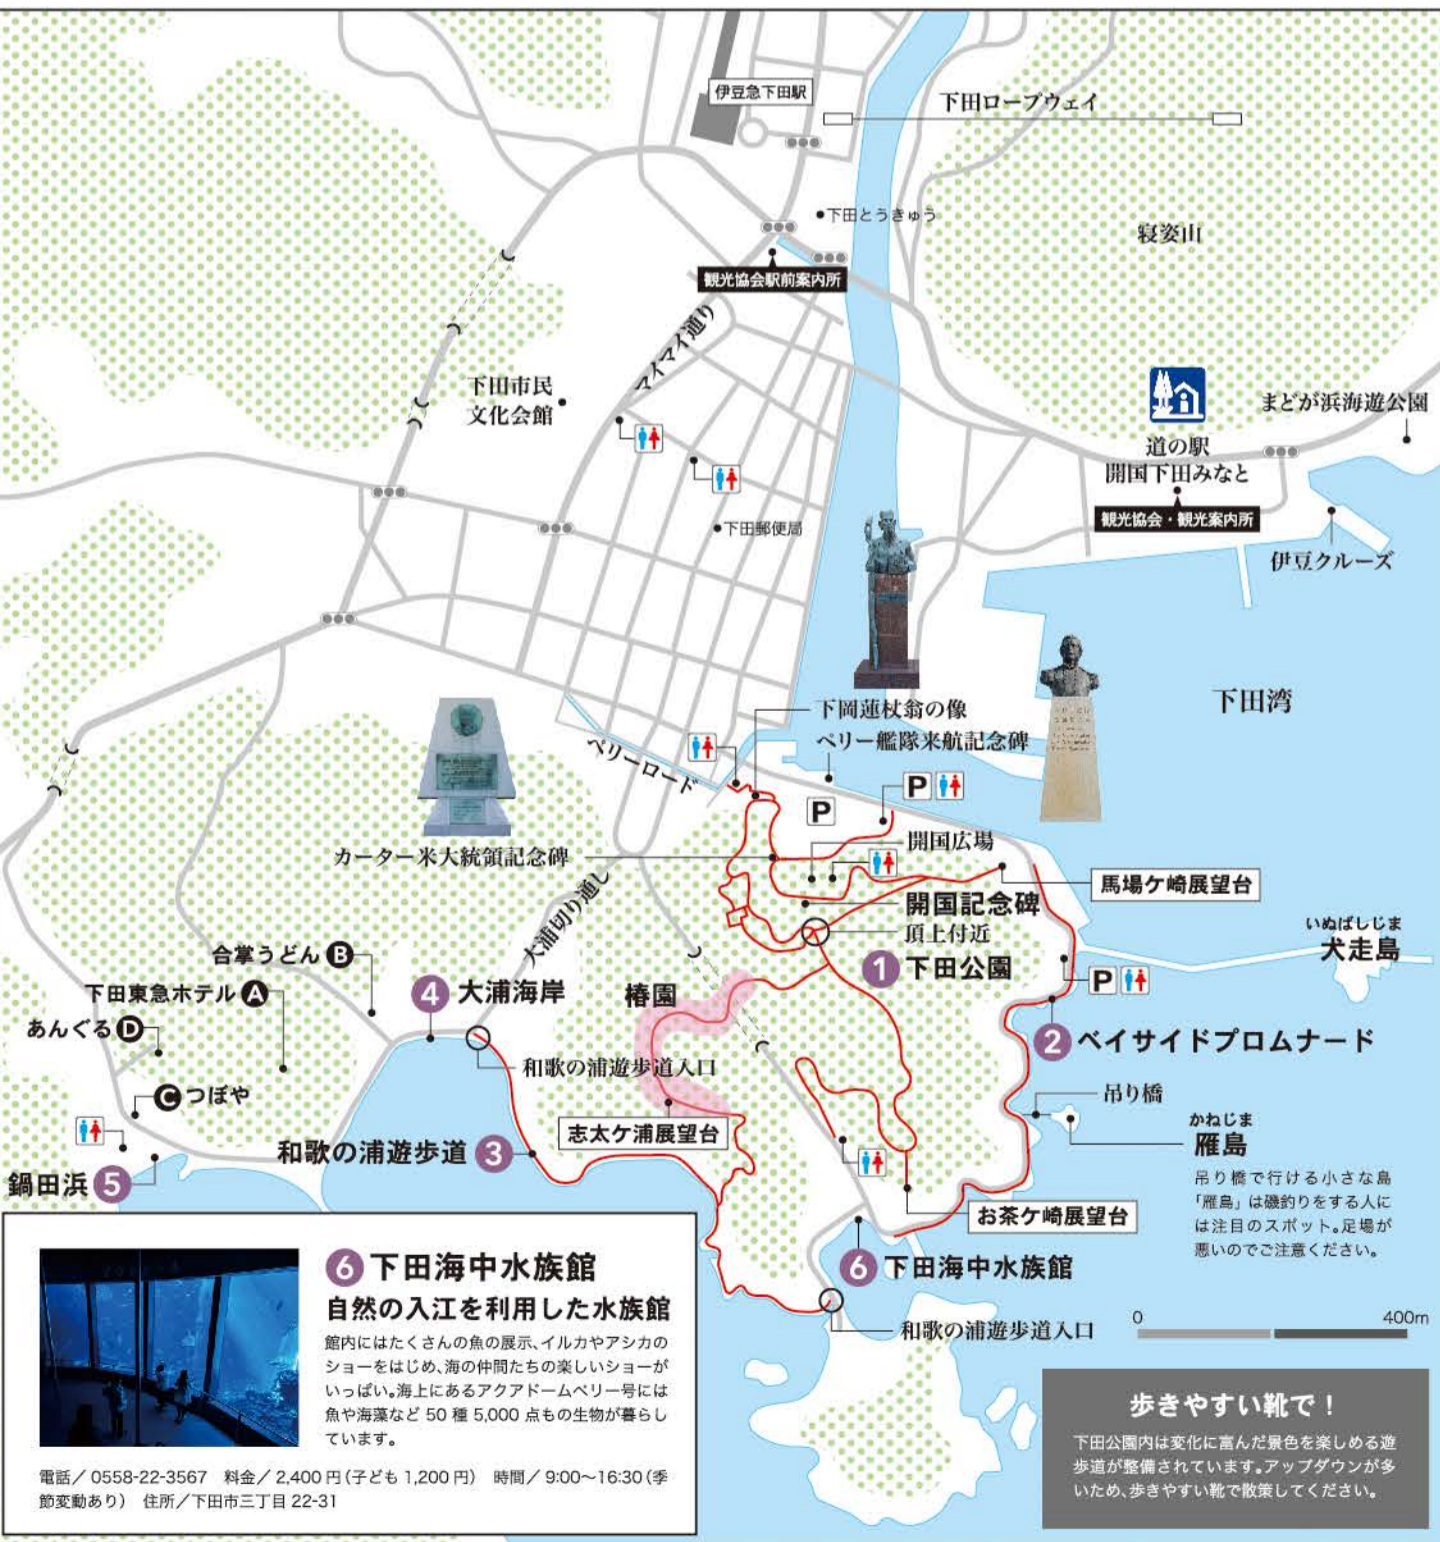 伊豆急下田駅
下田ロープウェイ
下田とうきゅう
寝姿山
観光協会駅前案内所
マイマイ通り
下田市民
文化会館
まどが浜海遊公園
道の駅
開国下田みなと
観光協会・観光案内所
下田郵便局
伊豆クルーズ
下田湾
下岡蓮杖翁の像
ペリー艦隊来航記念碑
ペリーロード
P
P
開国広場
カーター米大統領記念碑
馬場ケ崎展望台
大浦切り通し
開国記念碑
頂上付近
いぬばしじま
犬走島
合掌うどん B
1 下田公園
下田東急ホテル A
4 大浦海岸
椿園
P
あんぐる D
2 ベイサイドプロムナード
和歌の浦遊歩道入口
C つぼや
吊り橋
志太ケ浦展望台
かねじま
雁島
和歌の浦遊歩道 3
鍋田浜 5
吊り橋で行ける小さな島
「雁島」は磯釣りをする人に
は注目のスポット。足場が
悪いのでご注意ください。
お茶ケ崎展望台
6 下田海中水族館
和歌の浦遊歩道入口
0 400m
6 下田海中水族館
自然の入江を利用した水族館
館内にはたくさんの魚の展示、イルカやアシカの
ショーをはじめ、海の仲間たちの楽しいショーが
いっぱい。海上にあるアクアドームペリー号には
魚や海藻など 50 種 5,000 点もの生物が暮らし
ています。
電話／ 0558-22-3567　料金／ 2,400 円（子ども 1,200 円）　時間／ 9:00〜16:30（季
節変動あり）　住所／下田市三丁目 22-31
歩きやすい靴で！
下田公園内は変化に富んだ景色を楽しめる遊
歩道が整備されています。アップダウンが多
いため、歩きやすい靴で散策してください。